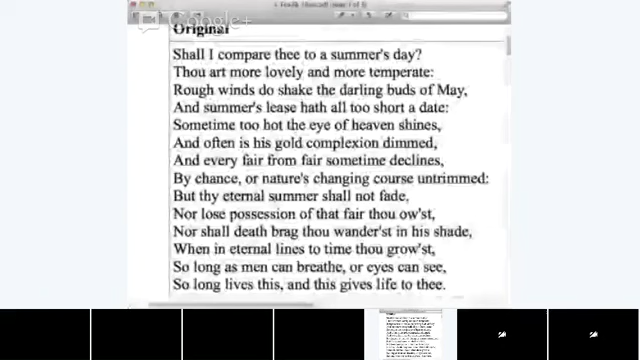 Google+
Original
Shall I compare thee to a summer's day?
Thou art more lovely and more temperate:
Rough winds do shake the darling buds of May,
And summer's lease hath all too short a date:
Sometime too hot the eye of heaven shines,
And often is his gold complexion dimmed,
And every fair from fair sometime declines,
By chance, or nature's changing course untrimmed:
But thy eternal summer shall not fade,
Nor lose possession of that fair thou ow'st,
Nor shall death brag thou wander'st in his shade,
When in eternal lines to time thou grow'st,
So long as men can breathe, or eyes can see,
So long lives this, and this gives life to thee.